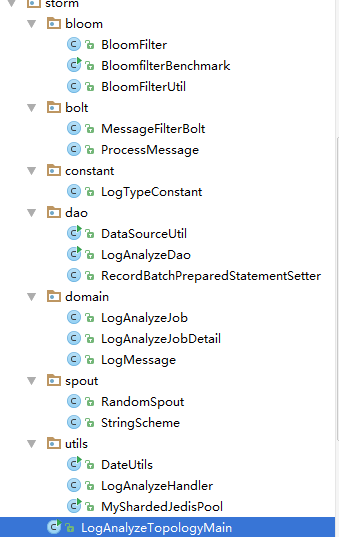 storm
bloom
BloomFilter
BloomfilterBenchmark
BloomFilterUtil
bolt
MessageFilterBolt
ProcessMessage
constant
LogTypeConstant
dao
DataSourceUtil
LogAnalyzeDao
RecordBatchPreparedStatementSetter
domain
LogAnalyzeJob
LogAnalyzeJobDetail
LogMessage
spout
RandomSpout
StringScheme
utils
DateUtils
LogAnalyzeHandler
MyShardedJedisPool
LogAnalyzeTopologyMain